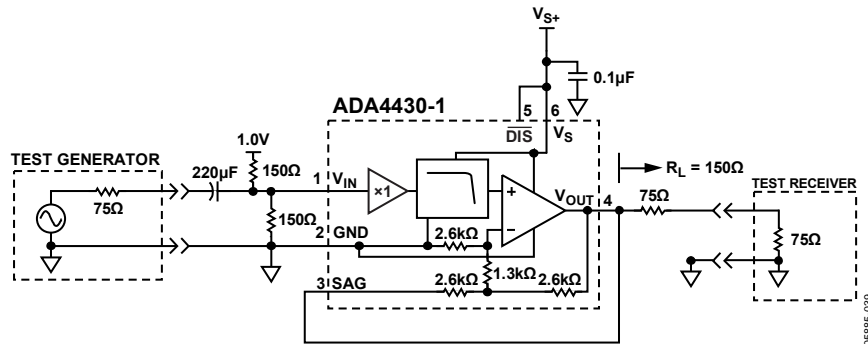 VS+
0.1µF
ADA4430-1
5
6
DIS
VS
1.0V
TEST GENERATOR
220µF
150Ω
1
VIN
×1
RL = 150Ω
VOUT
4
75Ω
TEST RECEIVER
75Ω
150Ω
2
GND
2.6kΩ
75Ω
1.3kΩ
3
SAG
2.6kΩ
2.6kΩ
05885-029